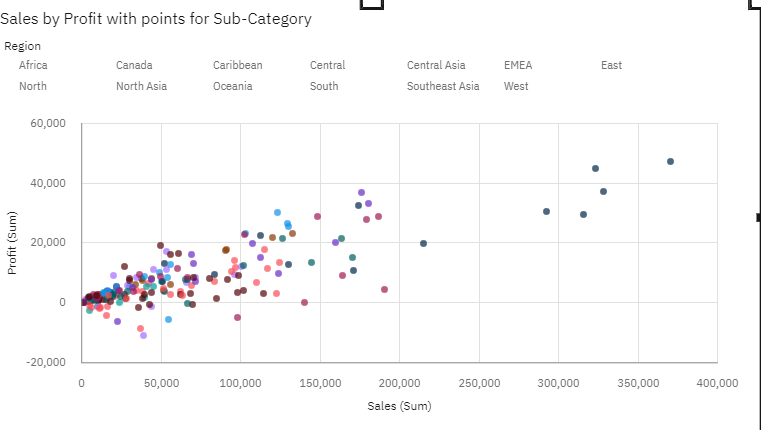 Sales by Profit with points for Sub-Category
Region
Africa Canada Caribbean Central Central Asia EMEA East
North North Asia Oceania South Southeast Asia West
60,000
40,000
20,000
0
-20,000
Profit (Sum)
0 50,000 100,000 150,000 200,000 250,000 300,000 350,000 400,000
Sales (Sum)